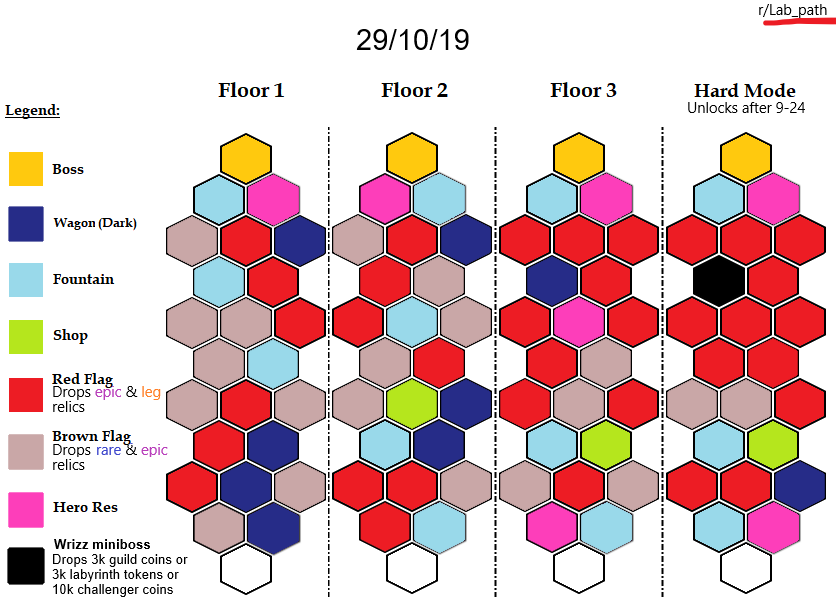 r/Lab_path
29/10/19
Floor 1
Floor 2
Floor 3
Hard Mode
Unlocks after 9-24
Legend:
Boss
Wagon (Dark)
Fountain
Shop
Red Flag
Drops epic & leg
relics
Brown Flag
Drops rare & epic
relics
Hero Res
Wrizz miniboss
Drops 3k guild coins or
3k labyrinth tokens or
10k challenger coins